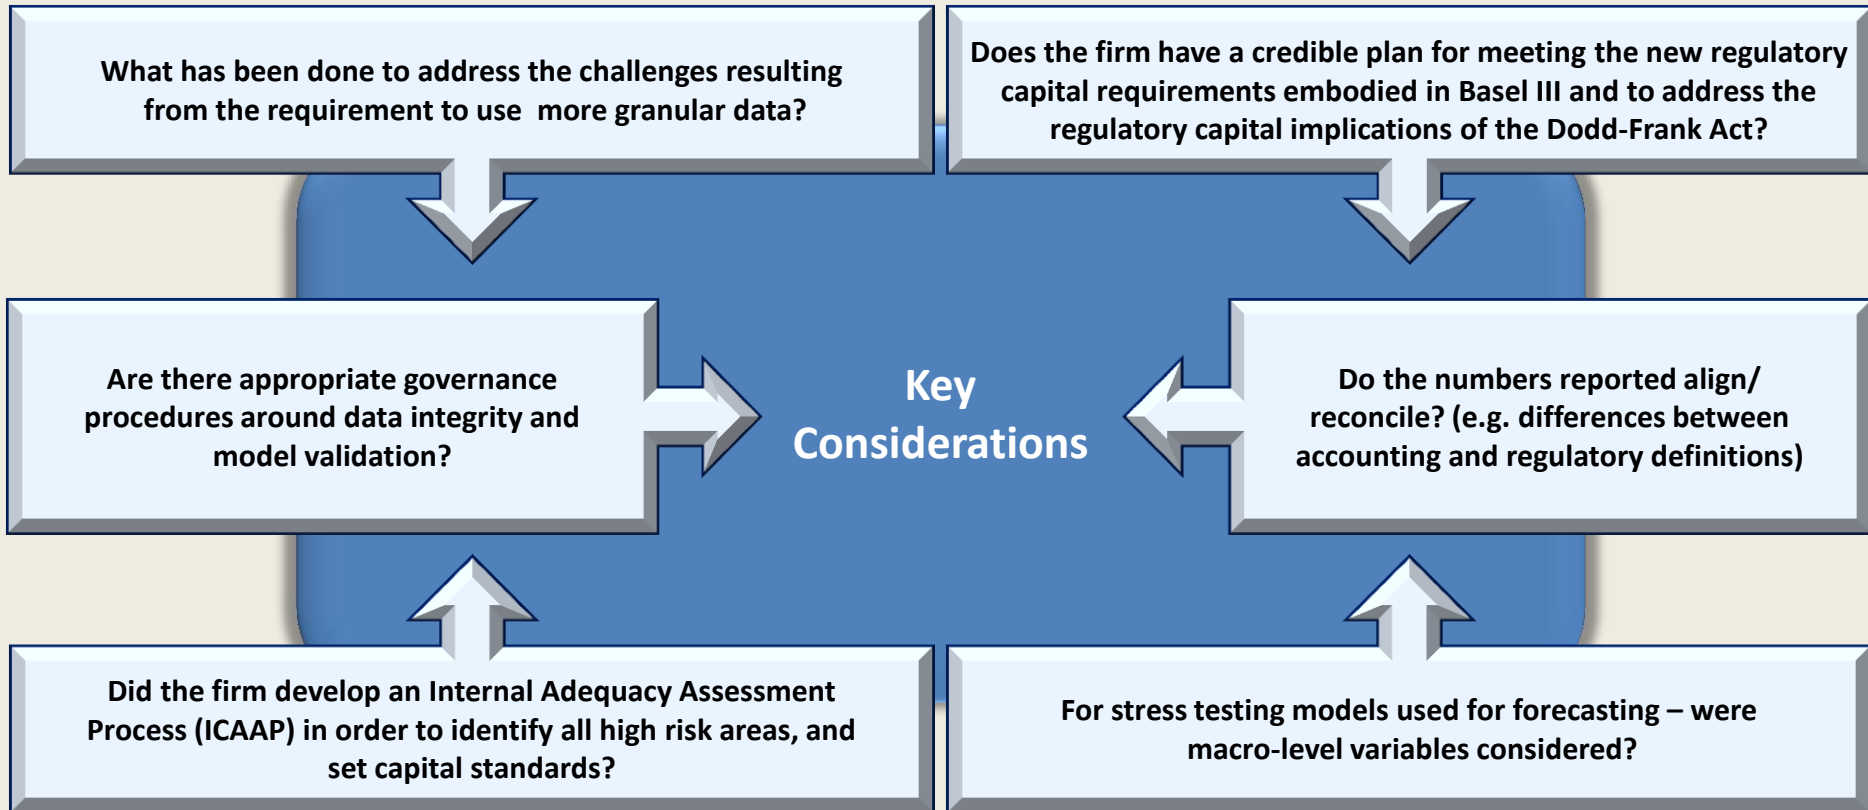 What has been done to address the challenges resulting
from the requirement to use  more granular data?
Does the firm have a credible plan for meeting the new regulatory
capital requirements embodied in Basel III and to address the
regulatory capital implications of the Dodd-Frank Act?
Are there appropriate governance
procedures around data integrity and
model validation?
Key
Considerations
Do the numbers reported align/
reconcile? (e.g. differences between
accounting and regulatory definitions)
Did the firm develop an Internal Adequacy Assessment
Process (ICAAP) in order to identify all high risk areas, and
set capital standards?
For stress testing models used for forecasting – were
macro-level variables considered?